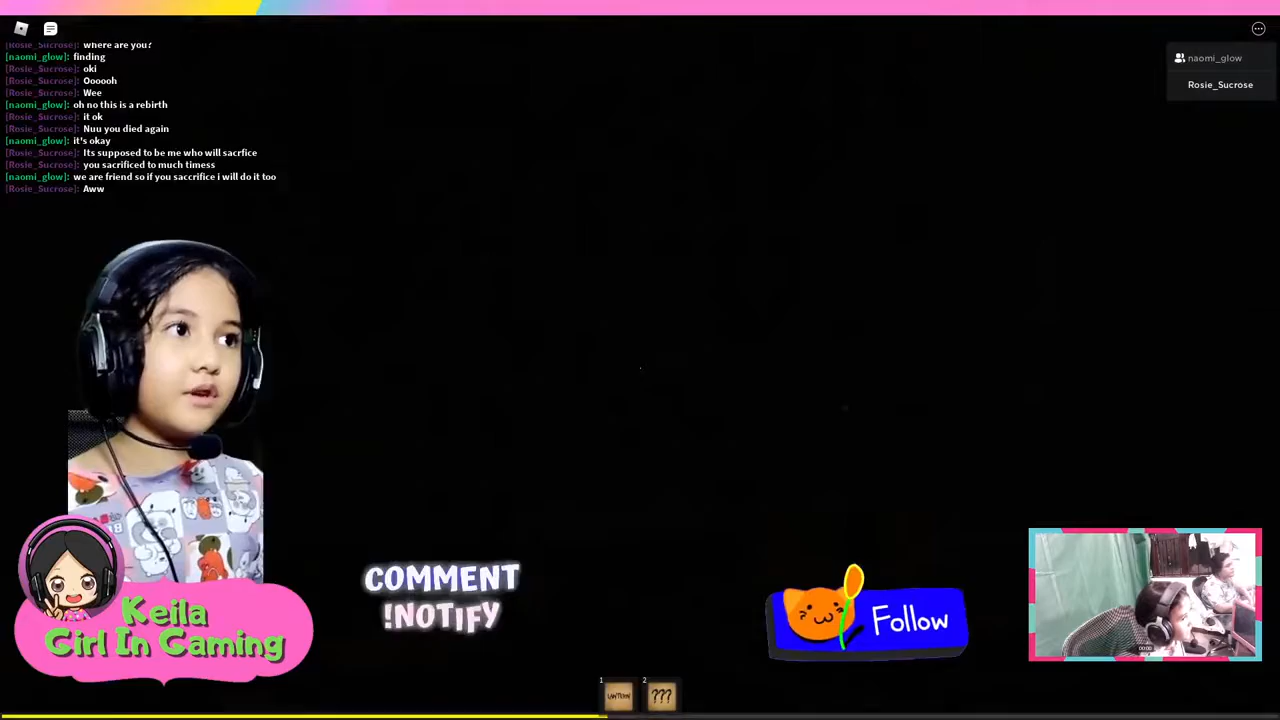 [Rosie_Sucrose]: where are you?
[naomi_glow]: finding
[Rosie_Sucrose]: oki
[Rosie_Sucrose]: Oooooh
[Rosie_Sucrose]: Wee
[naomi_glow]: oh no this is a rebirth
[Rosie_Sucrose]: it ok
[Rosie_Sucrose]: Nuu you died again
[naomi_glow]: it's okay
[Rosie_Sucrose]: Its supposed to be me who will sacrfice
[Rosie_Sucrose]: you sacrificed to much timess
[naomi_glow]: we are friend so if you saccrifice i will do it too
[Rosie_Sucrose]: Aww
naomi_glow
Rosie_Sucrose
COMMENT
!NOTIFY
Follow
Keila
Girl In Gaming
1
LANTERN
2
???